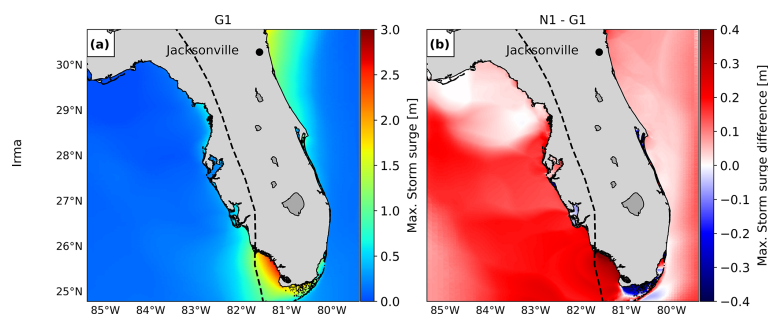 G1
N1 - G1
Irma
(a)
Jacksonville
30°N
29°N
28°N
27°N
26°N
25°N
85°W 84°W 83°W 82°W 81°W 80°W
3.0
2.5
2.0
1.5
1.0
0.5
0.0
Max. Storm surge [m]
(b)
Jacksonville
85°W 84°W 83°W 82°W 81°W 80°W
0.4
0.3
0.2
0.1
0.0
−0.1
−0.2
−0.3
−0.4
Max. Storm surge difference [m]